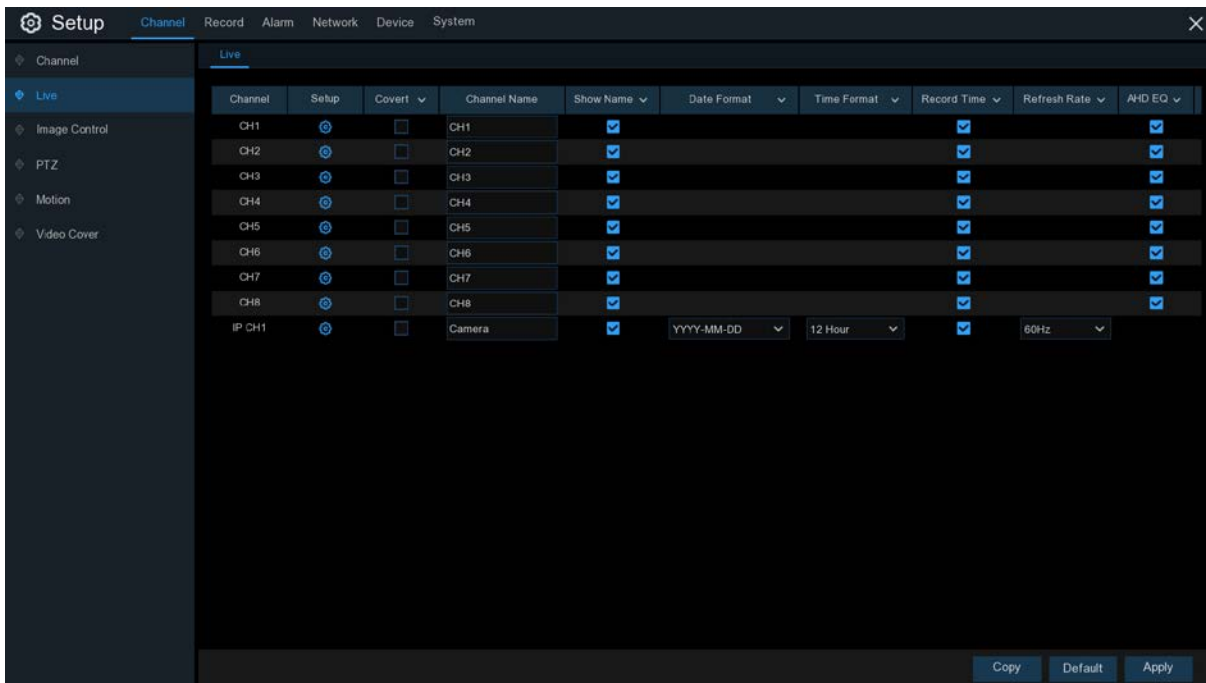 Setup Channel Record Alarm Network Device System
Channel
Live
Image Control
PTZ
Motion
Video Cover
Live
Channel Setup Covert Channel Name Show Name Date Format Time Format Record Time Refresh Rate AHD EQ
CH1 CH1
CH2 CH2
CH3 CH3
CH4 CH4
CH5 CH5
CH6 CH6
CH7 CH7
CH8 CH8
IP CH1 Camera YYYY-MM-DD 12 Hour 60Hz
Copy Default Apply